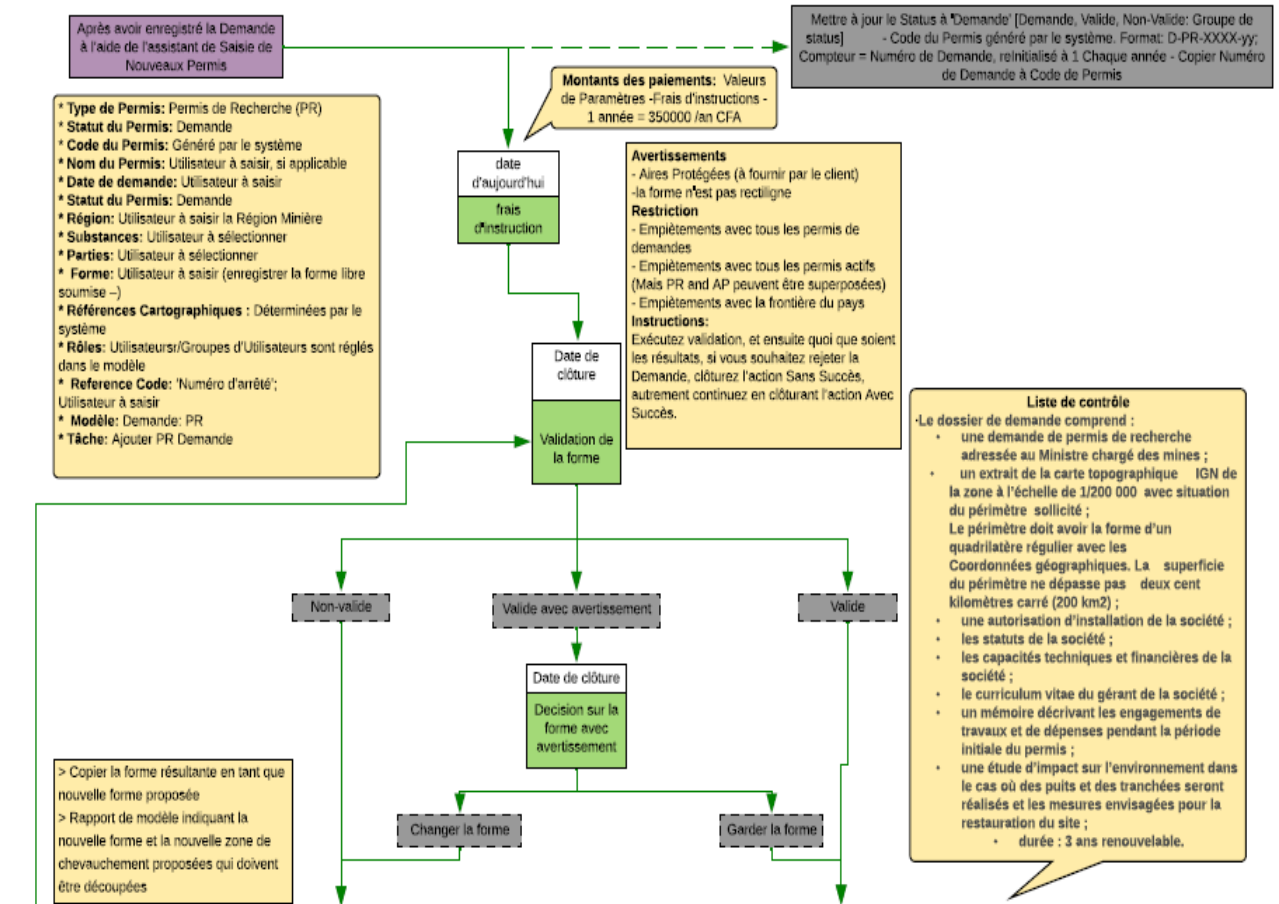 Après avoir enregistré la Demande
à l'aide de l'assistant de Saisie de
Nouveaux Permis
Mettre à jour le Status à "Demande' [Demande, Valide, Non-Valide: Groupe de
status] - Code du Permis généré par le système. Format: D-PR-XXXX-yy;
Compteur = Numéro de Demande, reInitialisé à 1 Chaque année - Copier Numéro
de Demande à Code de Permis
Montants des paiements: Valeurs
de Paramètres -Frais d'instructions -
1 année = 350000 /an CFA
* Type de Permis: Permis de Recherche (PR)
* Statut du Permis: Demande
* Code du Permis: Généré par le système
* Nom du Permis: Utilisateur à saisir, si applicable
* Date de demande: Utilisateur à saisir
* Statut du Permis: Demande
* Région: Utilisateur à saisir la Région Minière
* Substances: Utilisateur à sélectionner
* Parties: Utilisateur à sélectionner
* Forme: Utilisateur à saisir (enregistrer la forme libre
soumise –)
* Références Cartographiques : Déterminées par le
système
* Rôles: Utilisateursr/Groupes d'Utilisateurs sont réglés
dans le modèle
* Reference Code: 'Numéro d'arrêté';
Utilisateur à saisir
* Modèle: Demande: PR
* Tâche: Ajouter PR Demande
date
d'aujourd'hui
frais
d'instruction
Avertissements
- Aires Protégées (à fournir par le client)
-la forme n'est pas rectiligne
Restriction
- Empiètements avec tous les permis de
demandes
- Empiètements avec tous les permis actifs
(Mais PR and AP peuvent être superposées)
- Empiètements avec la frontière du pays
Instructions:
Exécutez validation, et ensuite quoi que soient
les résultats, si vous souhaitez rejeter la
Demande, clôturez l'action Sans Succès,
autrement continuez en clôturant l'action Avec
Succès.
Date de
clôture
Validation de
la forme
Liste de contrôle
·Le dossier de demande comprend :
• une demande de permis de recherche
adressée au Ministre chargé des mines ;
• un extrait de la carte topographique IGN de
la zone à l'échelle de 1/200 000 avec situation
du périmètre sollicité ;
Le périmètre doit avoir la forme d'un
quadrilatère régulier avec les
Coordonnées géographiques. La superficie
du périmètre ne dépasse pas deux cent
kilomètres carré (200 km2) ;
• une autorisation d'installation de la société ;
• les statuts de la société ;
• les capacités techniques et financières de la
société ;
• le curriculum vitae du gérant de la société ;
• un mémoire décrivant les engagements de
travaux et de dépenses pendant la période
initiale du permis ;
• une étude d'impact sur l'environnement dans
le cas où des puits et des tranchées seront
réalisés et les mesures envisagées pour la
restauration du site ;
• durée : 3 ans renouvelable.
Non-valide
Valide avec avertissement
Valide
Date de clôture
Decision sur la
forme avec
avertissement
> Copier la forme résultante en tant que
nouvelle forme proposée
> Rapport de modèle indiquant la
nouvelle forme et la nouvelle zone de
chevauchement proposées qui doivent
être découpées
Changer la forme
Garder la forme